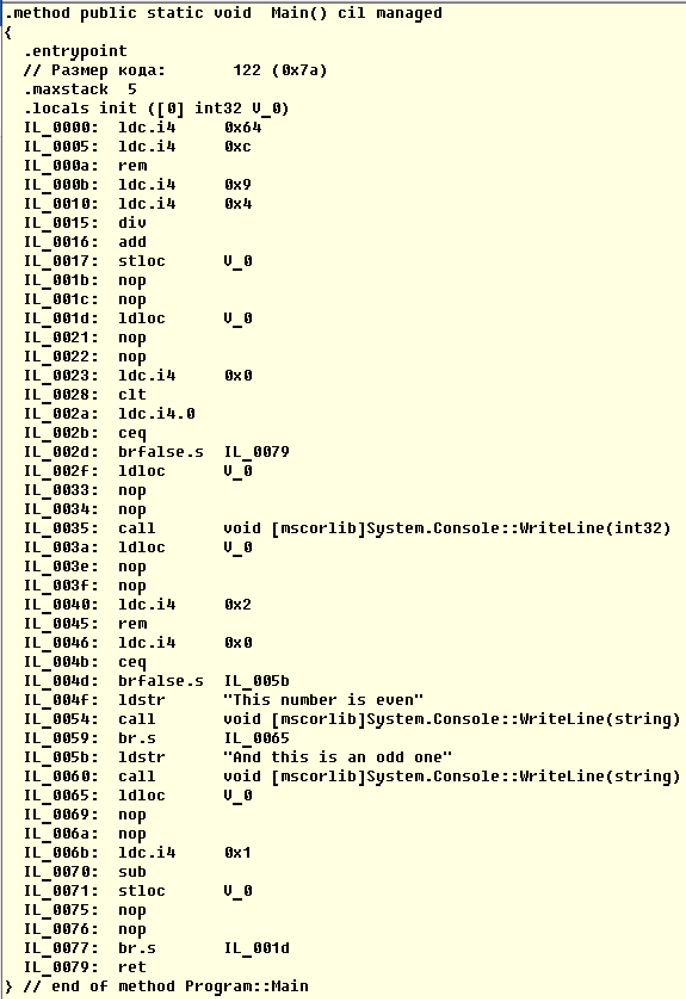 .method public static void  Main() cil managed
{
  .entrypoint
  // Размер кода:       122 (0x7a)
  .maxstack  5
  .locals init ([0] int32 V_0)
  IL_0000:  ldc.i4     0x64
  IL_0005:  ldc.i4     0xc
  IL_000a:  rem
  IL_000b:  ldc.i4     0x9
  IL_0010:  ldc.i4     0x4
  IL_0015:  div
  IL_0016:  add
  IL_0017:  stloc      V_0
  IL_001b:  nop
  IL_001c:  nop
  IL_001d:  ldloc      V_0
  IL_0021:  nop
  IL_0022:  nop
  IL_0023:  ldc.i4     0x0
  IL_0028:  clt
  IL_002a:  ldc.i4.0
  IL_002b:  ceq
  IL_002d:  brfalse.s  IL_0079
  IL_002f:  ldloc      V_0
  IL_0033:  nop
  IL_0034:  nop
  IL_0035:  call       void [mscorlib]System.Console::WriteLine(int32)
  IL_003a:  ldloc      V_0
  IL_003e:  nop
  IL_003f:  nop
  IL_0040:  ldc.i4     0x2
  IL_0045:  rem
  IL_0046:  ldc.i4     0x0
  IL_004b:  ceq
  IL_004d:  brfalse.s  IL_005b
  IL_004f:  ldstr      "This number is even"
  IL_0054:  call       void [mscorlib]System.Console::WriteLine(string)
  IL_0059:  br.s       IL_0065
  IL_005b:  ldstr      "And this is an odd one"
  IL_0060:  call       void [mscorlib]System.Console::WriteLine(string)
  IL_0065:  ldloc      V_0
  IL_0069:  nop
  IL_006a:  nop
  IL_006b:  ldc.i4     0x1
  IL_0070:  sub
  IL_0071:  stloc      V_0
  IL_0075:  nop
  IL_0076:  nop
  IL_0077:  br.s       IL_001d
  IL_0079:  ret
} // end of method Program::Main